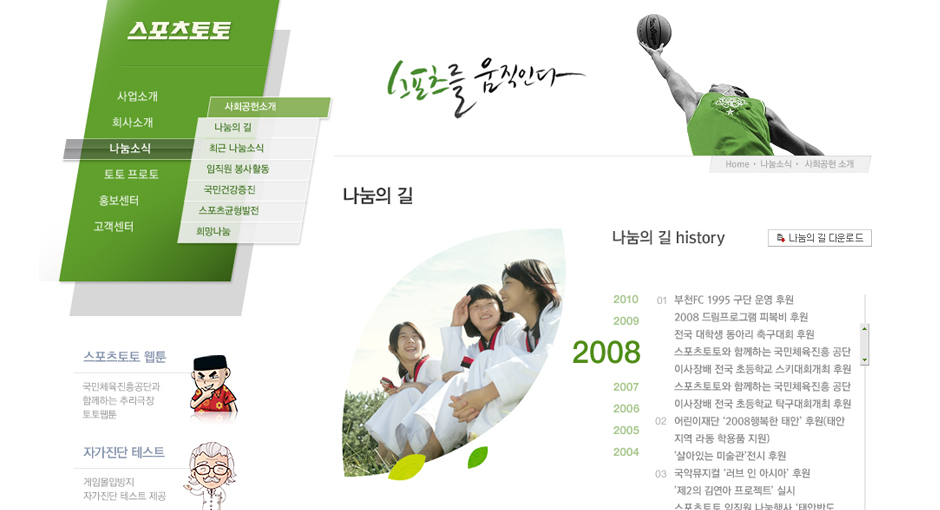 스포츠토토
사업소개
회사소개
나눔소식
토토 프로토
홍보센터
고객센터
사회공헌소개
나눔의 길
최근 나눔소식
임직원 봉사활동
국민건강증진
스포츠균형발전
희망나눔
스포츠를 움직인다
Home · 나눔소식 · 사회공헌 소개
나눔의 길
나눔의 길 history
나눔의 길 다운로드
2010
2009
2008
2007
2006
2005
2004
01 부천FC 1995 구단 운영 후원
2008 드림프로그램 피복비 후원
전국 대학생 동아리 축구대회 후원
스포츠토토와 함께하는 국민체육진흥 공단
이사장배 전국 초등학교 스키대회개최 후원
스포츠토토와 함께하는 국민체육진흥 공단
이사장배 전국 초등학교 탁구대회개최 후원
02 어린이재단 '2008행복한 태안' 후원(태안
지역 라동 학용품 지원)
'살아있는 미술관'전시 후원
03 국악뮤지컬 '러브 인 아시아' 후원
'제2의 김연아 프로젝트' 실시
스포츠토토 임직원 나눔행사 '태안반도
스포츠토토 웹툰
국민체육진흥공단과
함께하는 추리극장
토토웹툰
자가진단 테스트
게임몰입방지
자가진단 테스트 제공